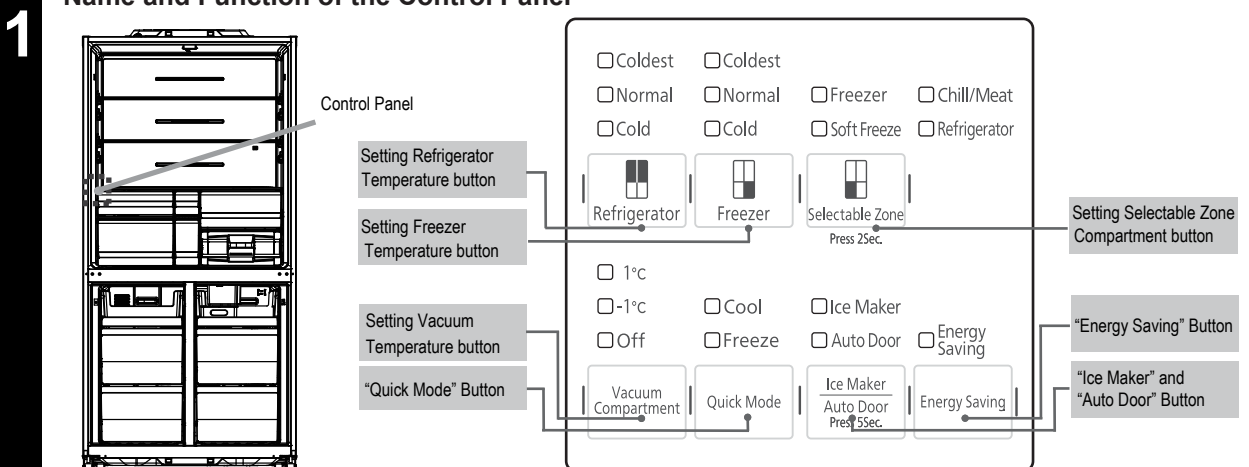 1
Name and Function of the Control Panel
Control Panel
Setting Refrigerator
Temperature button
Setting Freezer
Temperature button
Setting Vacuum
Temperature button
“Quick Mode” Button
Coldest Coldest
Normal Normal Freezer Chill/Meat
Cold Cold Soft Freeze Refrigerator
Refrigerator Freezer Selectable Zone
Press 2Sec.
1°C
-1°C Cool Ice Maker
Off Freeze Auto Door Energy
Saving
Vacuum
Compartment
Quick Mode
Ice Maker
Auto Door
Press 5Sec.
Energy Saving
Setting Selectable Zone
Compartment button
“Energy Saving” Button
“Ice Maker” and
“Auto Door” Button